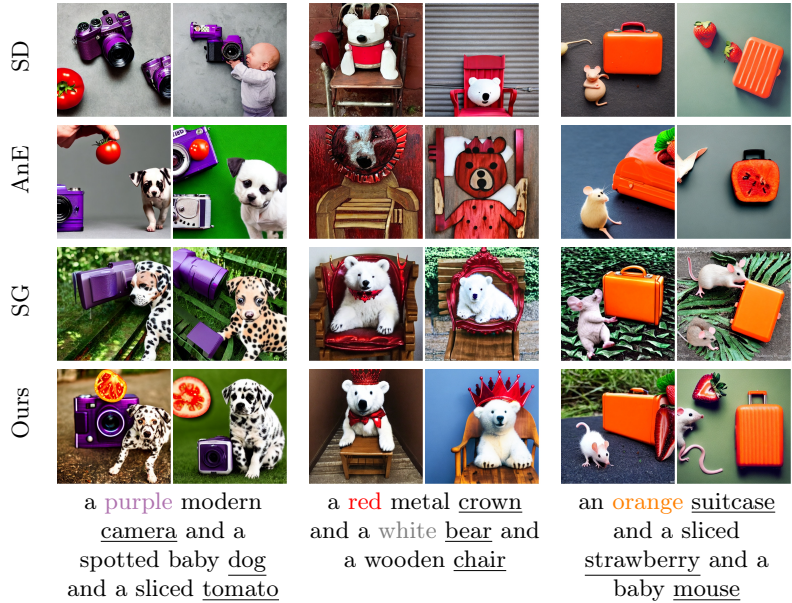 SD
AnE
SG
Ours
a purple modern
camera and a
spotted baby dog
and a sliced tomato
a red metal crown
and a white bear and
a wooden chair
an orange suitcase
and a sliced
strawberry and a
baby mouse